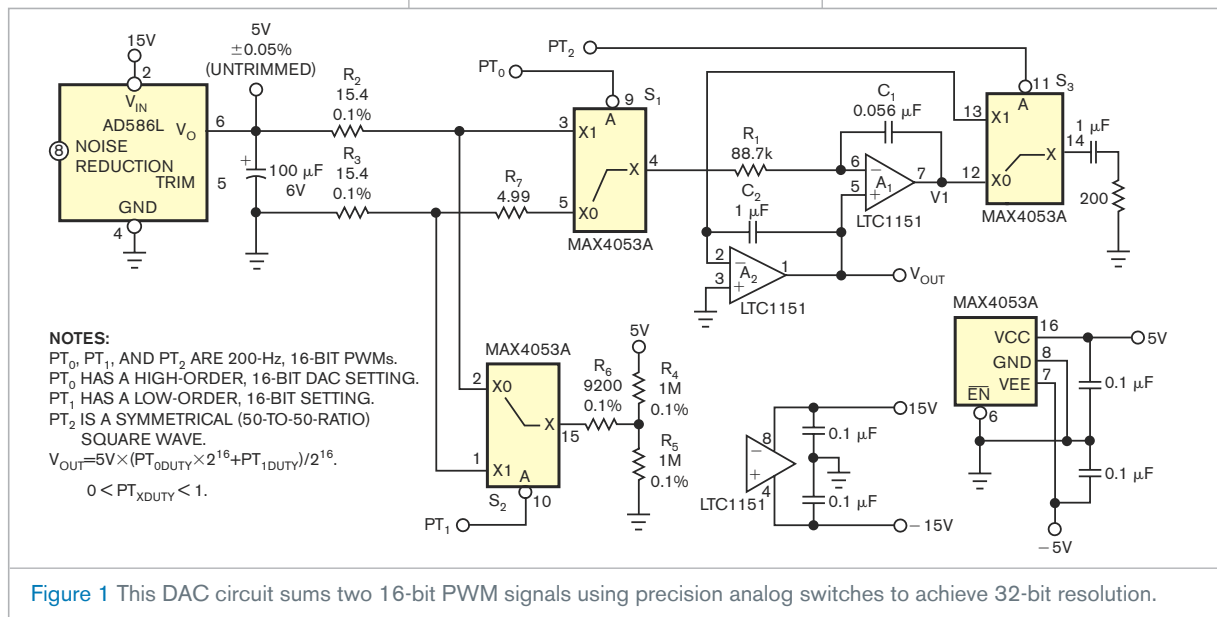 15V
2
V_IN
AD586L
V_O
6
8
NOISE
REDUCTION
TRIM
5
GND
4
5V
±0.05%
(UNTRIMMED)
+
100 µF
6V
R2
15.4
0.1%
R3
15.4
0.1%
R7
4.99
PT0
PT2
9
S1
A
3
X1
4
X
5
X0
MAX4053A
R1
88.7k
C1
0.056 µF
C2
1 µF
6
−
5
+
A1
7
V1
LTC1151
2
−
3
+
A2
1
LTC1151
VOUT
11
S3
A
13
X1
14
X
12
X0
MAX4053A
1 µF
200
NOTES:
PT0, PT1, AND PT2 ARE 200-Hz, 16-BIT PWMs.
PT0 HAS A HIGH-ORDER, 16-BIT DAC SETTING.
PT1 HAS A LOW-ORDER, 16-BIT SETTING.
PT2 IS A SYMMETRICAL (50-TO-50-RATIO)
SQUARE WAVE.
VOUT=5V×(PT0DUTY×2^16+PT1DUTY)/2^16.
0<PTXDUTY<1.
MAX4053A
2
X0
X
15
1
X1
A
S2
10
PT1
R6
9200
0.1%
5V
R4
1M
0.1%
R5
1M
0.1%
8
−
+
4
LTC1151
15V
0.1 µF
0.1 µF
−15V
MAX4053A
VCC
16
GND
8
VEE
7
EN
6
5V
0.1 µF
0.1 µF
−5V
Figure 1 This DAC circuit sums two 16-bit PWM signals using precision analog switches to achieve 32-bit resolution.